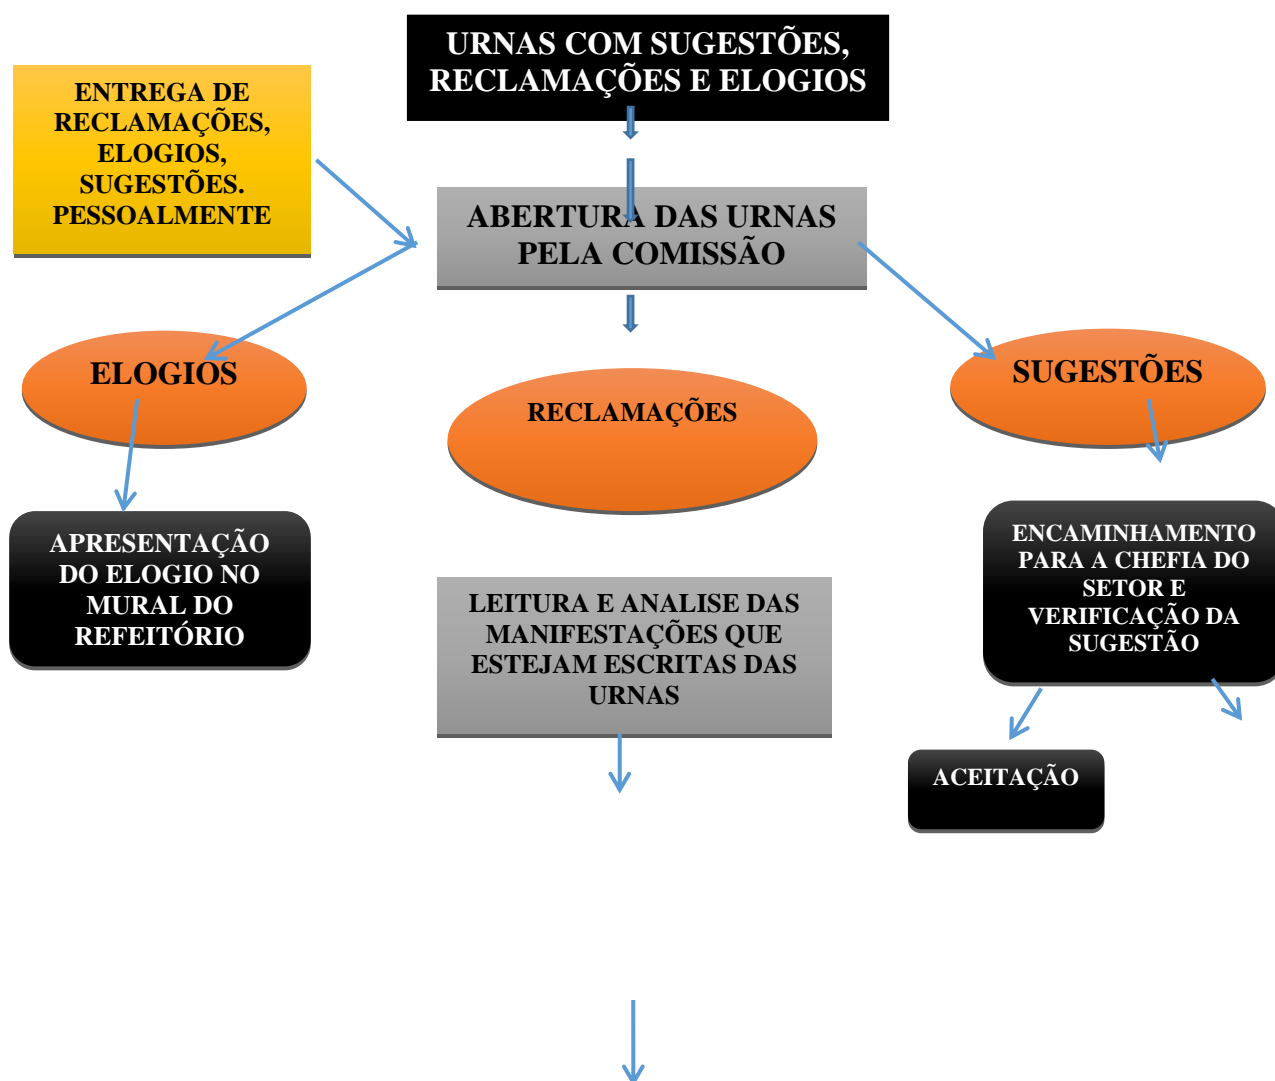 URNAS COM SUGESTÕES,
RECLAMAÇÕES E ELOGIOS
ENTREGA DE
RECLAMAÇÕES,
ELOGIOS,
SUGESTÕES.
PESSOALMENTE
ABERTURA DAS URNAS
PELA COMISSÃO
ELOGIOS
RECLAMAÇÕES
SUGESTÕES
APRESENTAÇÃO
DO ELOGIO NO
MURAL DO
REFEITÓRIO
LEITURA E ANALISE DAS
MANIFESTAÇÕES QUE
ESTEJAM ESCRITAS DAS
URNAS
ENCAMINHAMENTO
PARA A CHEFIA DO
SETOR E
VERIFICAÇÃO DA
SUGESTÃO
ACEITAÇÃO